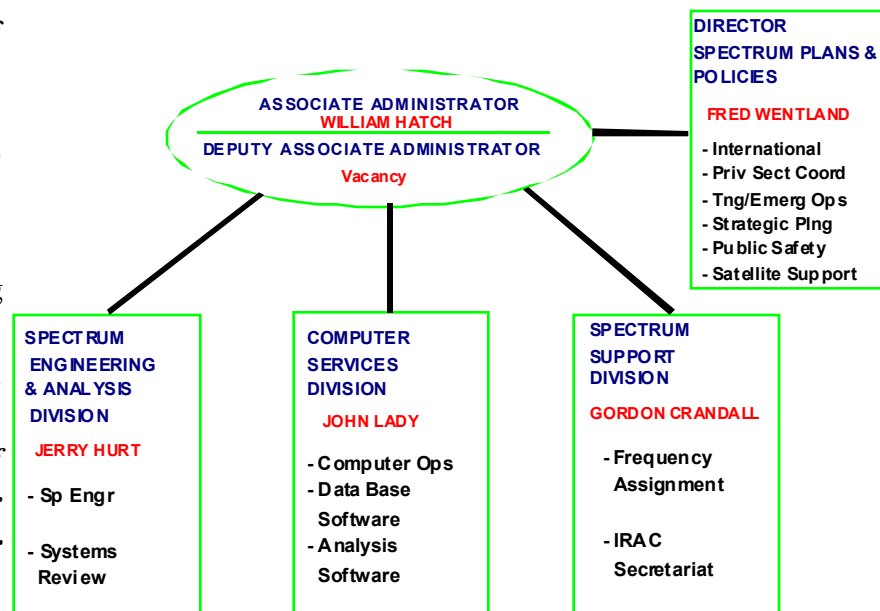 ASSOCIATE ADMINISTRATOR
WILLIAM HATCH
DEPUTY ASSOCIATE ADMINISTRATOR
Vacancy
DIRECTOR
SPECTRUM PLANS &
POLICIES
FRED WENTLAND
- International
- Priv Sect Coord
- Tng/Emerg Ops
- Strategic Plng
- Public Safety
- Satellite Support
SPECTRUM
ENGINEERING
& ANALYSIS
DIVISION
JERRY HURT
- Sp Engr
- Systems
Review
COMPUTER
SERVICES
DIVISION
JOHN LADY
- Computer Ops
- Data Base
Software
- Analysis
Software
SPECTRUM
SUPPORT
DIVISION
GORDON CRANDALL
- Frequency
Assignment
- IRAC
Secretariat